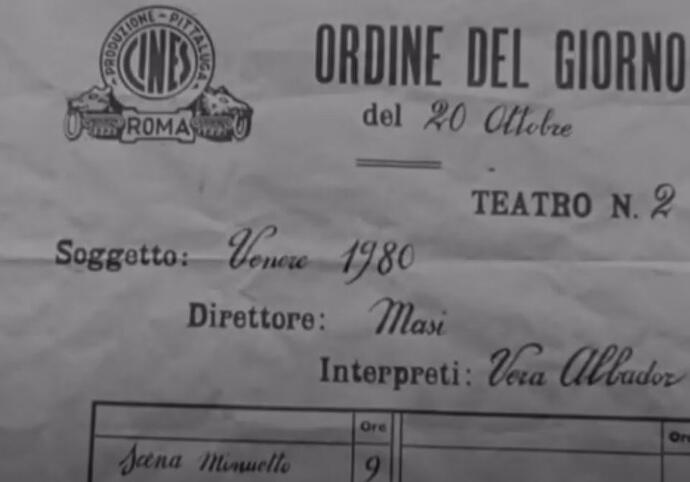 PRODUZIONE - PITTALUGA
CINES
ROMA
ORDINE DEL GIORNO
del 20 Ottobre
TEATRO N. 2
Soggetto: Venere 1980
Direttore: Masi
Interpreti: Vera Albador
Ore
Ore
Scena Minuetto 9